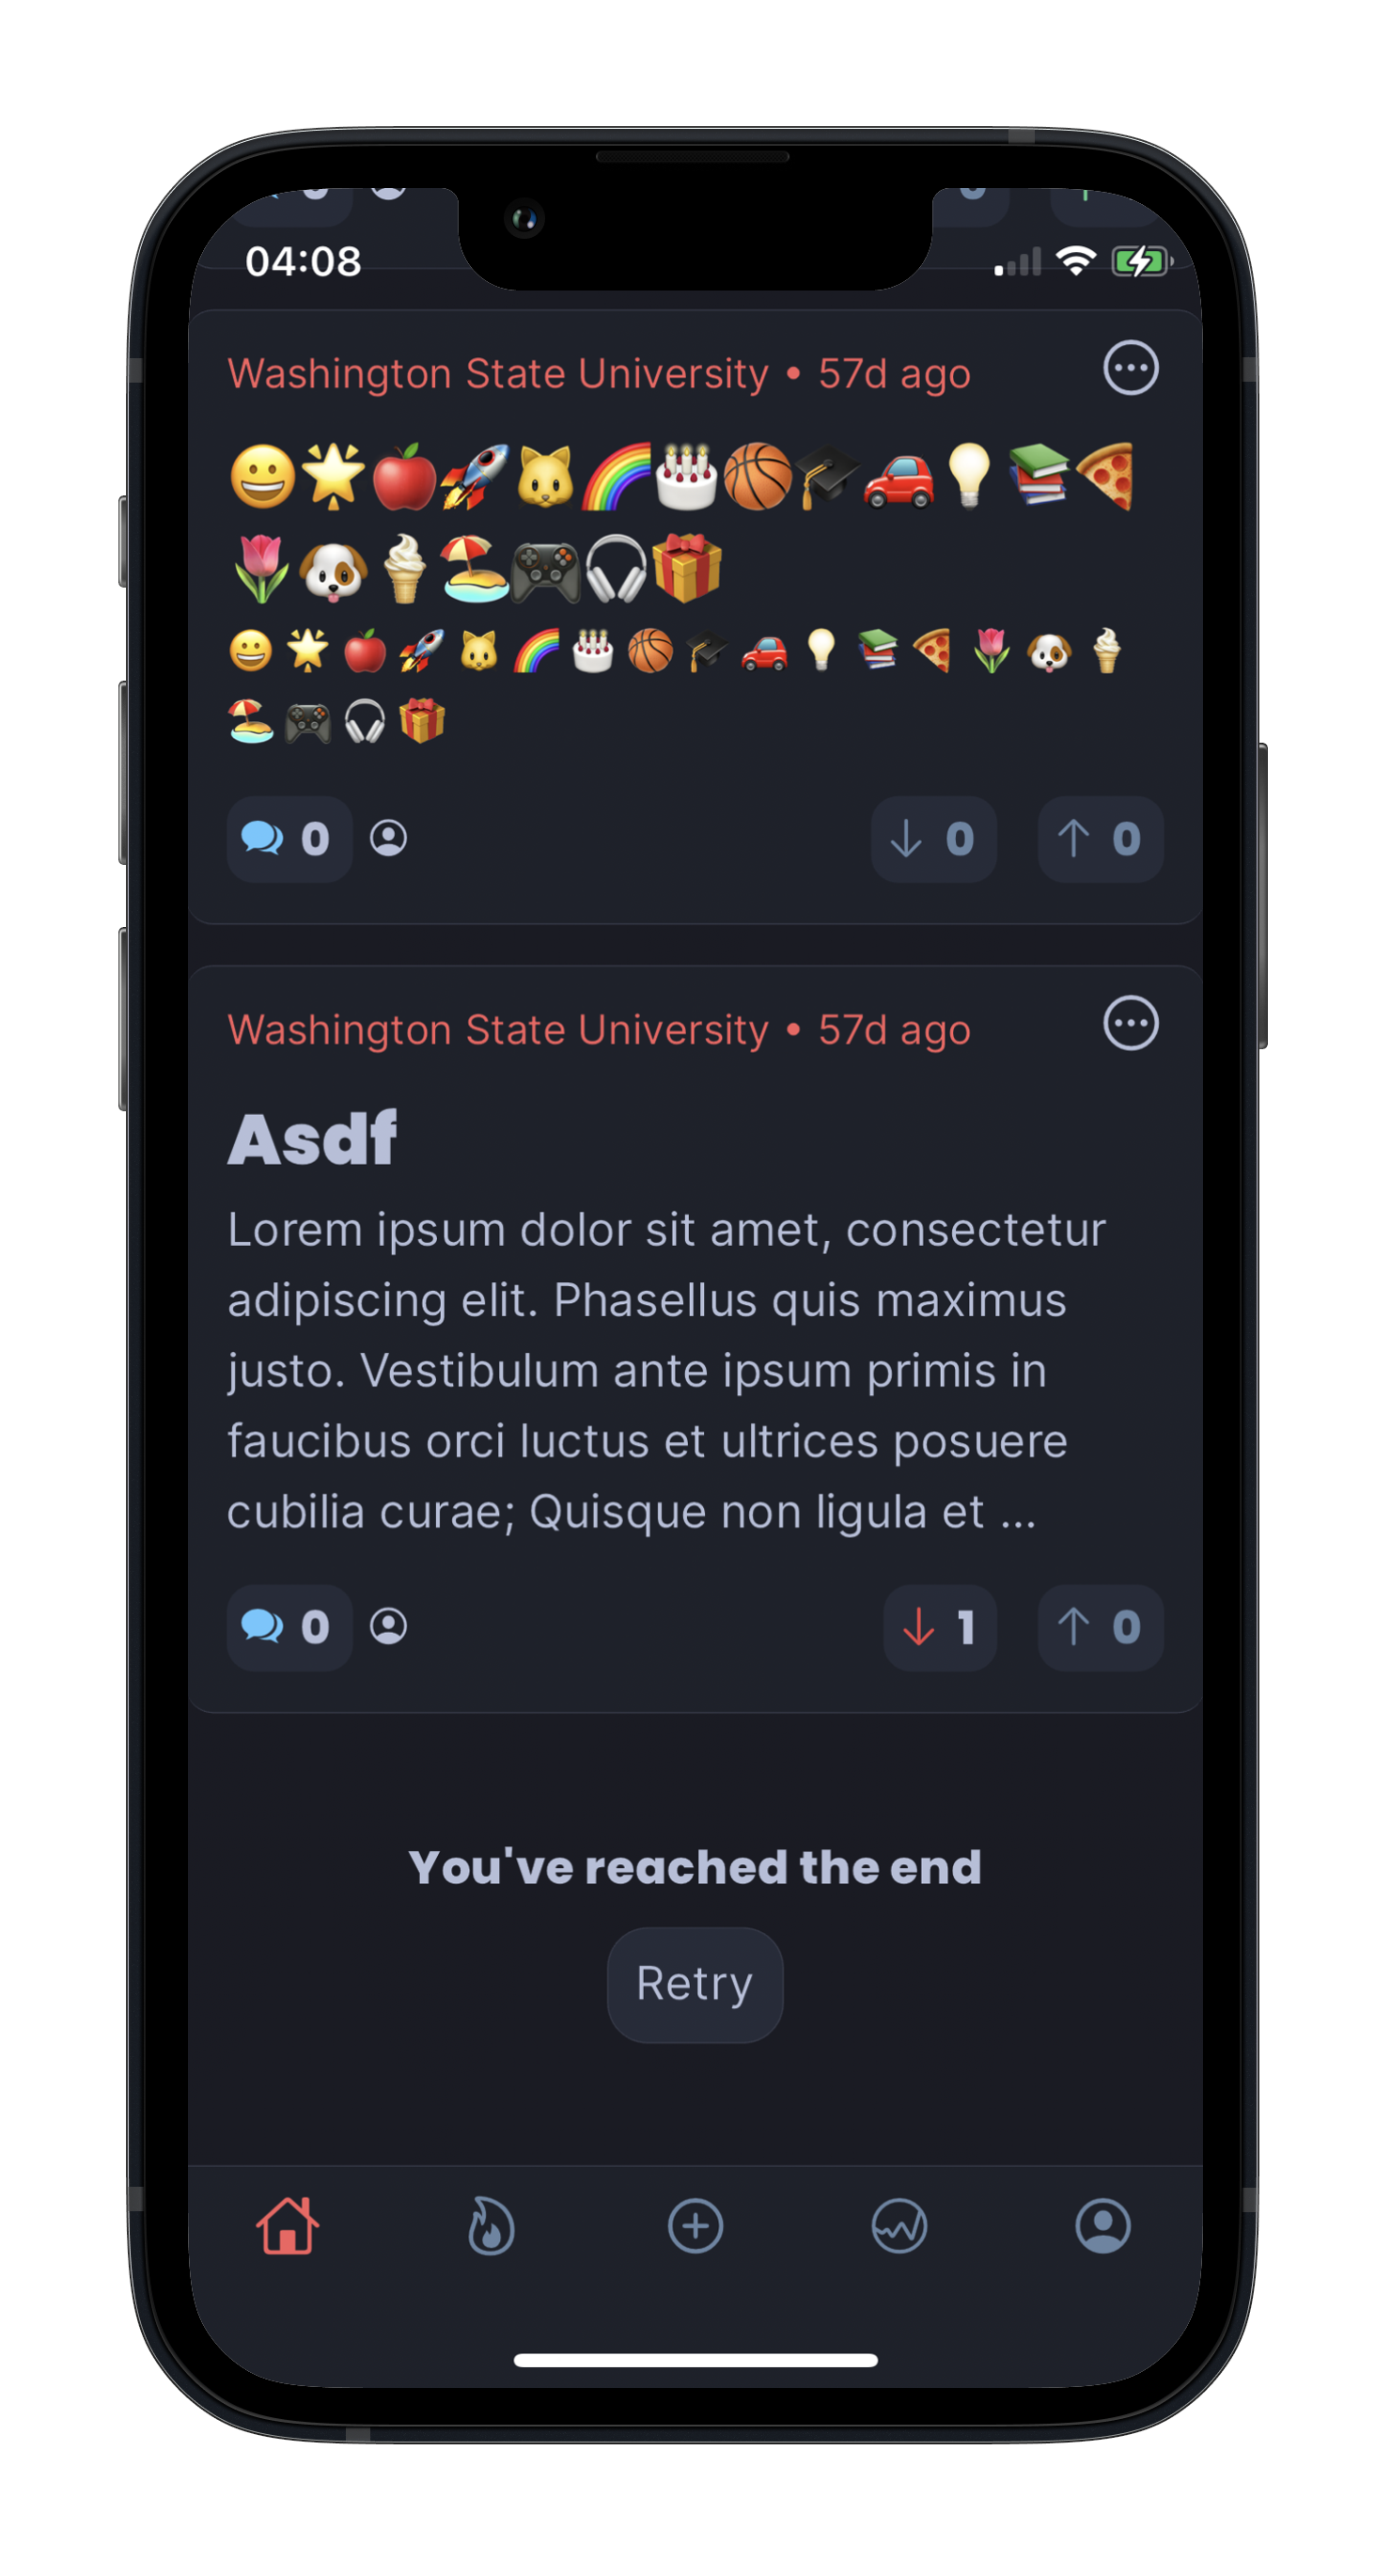 04:08
Washington State University • 57d ago
😀🌟🍎🚀🐱🌈🎂🏀🎓🚗💡📚🍕
🌷🐶🍦🏖️🎮🎧🎁
😀 🌟 🍎 🚀 🐱 🌈 🎂 🏀 🎓 🚗 💡 📚 🍕 🌷 🐶 🍦
🏖️ 🎮 🎧 🎁
0 0 0
Washington State University • 57d ago
Asdf
Lorem ipsum dolor sit amet, consectetur
adipiscing elit. Phasellus quis maximus
justo. Vestibulum ante ipsum primis in
faucibus orci luctus et ultrices posuere
cubilia curae; Quisque non ligula et ...
0 1 0
You've reached the end
Retry